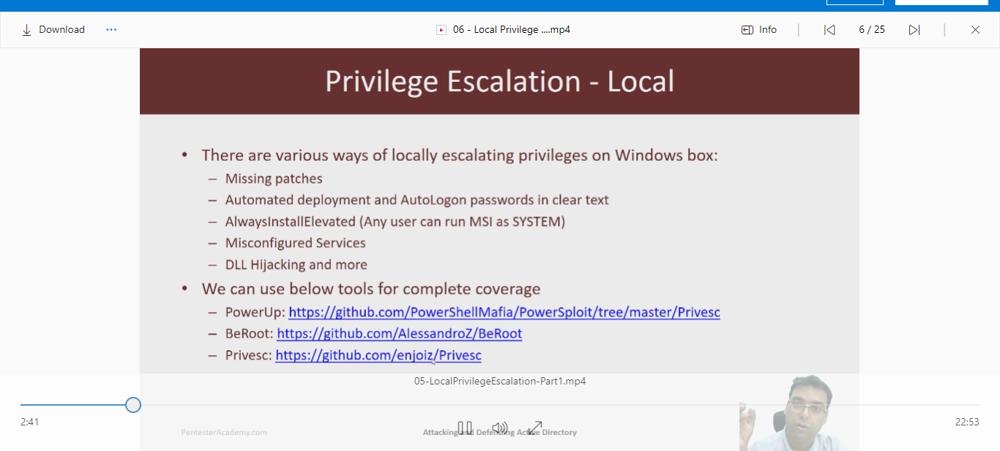 Download
06 - Local Privilege ....mp4
Info
6 / 25
Privilege Escalation - Local
• There are various ways of locally escalating privileges on Windows box:
– Missing patches
– Automated deployment and AutoLogon passwords in clear text
– AlwaysInstallElevated (Any user can run MSI as SYSTEM)
– Misconfigured Services
– DLL Hijacking and more
• We can use below tools for complete coverage
– PowerUp: https://github.com/PowerShellMafia/PowerSploit/tree/master/Privesc
– BeRoot: https://github.com/AlessandroZ/BeRoot
– Privesc: https://github.com/enjoiz/Privesc
05-LocalPrivilegeEscalation-Part1.mp4
2:41
22:53
PentesterAcademy.com
Attacking and Defending Active Directory